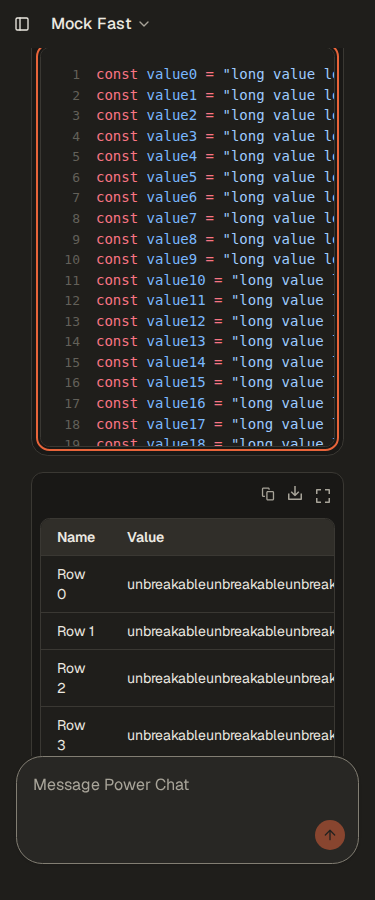 Mock Fast
1 const value0 = "long value l
2 const value1 = "long value l
3 const value2 = "long value l
4 const value3 = "long value l
5 const value4 = "long value l
6 const value5 = "long value l
7 const value6 = "long value l
8 const value7 = "long value l
9 const value8 = "long value l
10 const value9 = "long value l
11 const value10 = "long value
12 const value11 = "long value
13 const value12 = "long value
14 const value13 = "long value
15 const value14 = "long value
16 const value15 = "long value
17 const value16 = "long value
18 const value17 = "long value
19 const value18 = "long value
Name Value
Row 0 unbreakableunbreakableunbreak
Row 1 unbreakableunbreakableunbreak
Row 2 unbreakableunbreakableunbreak
Row 3 unbreakableunbreakableunbreak
Message Power Chat